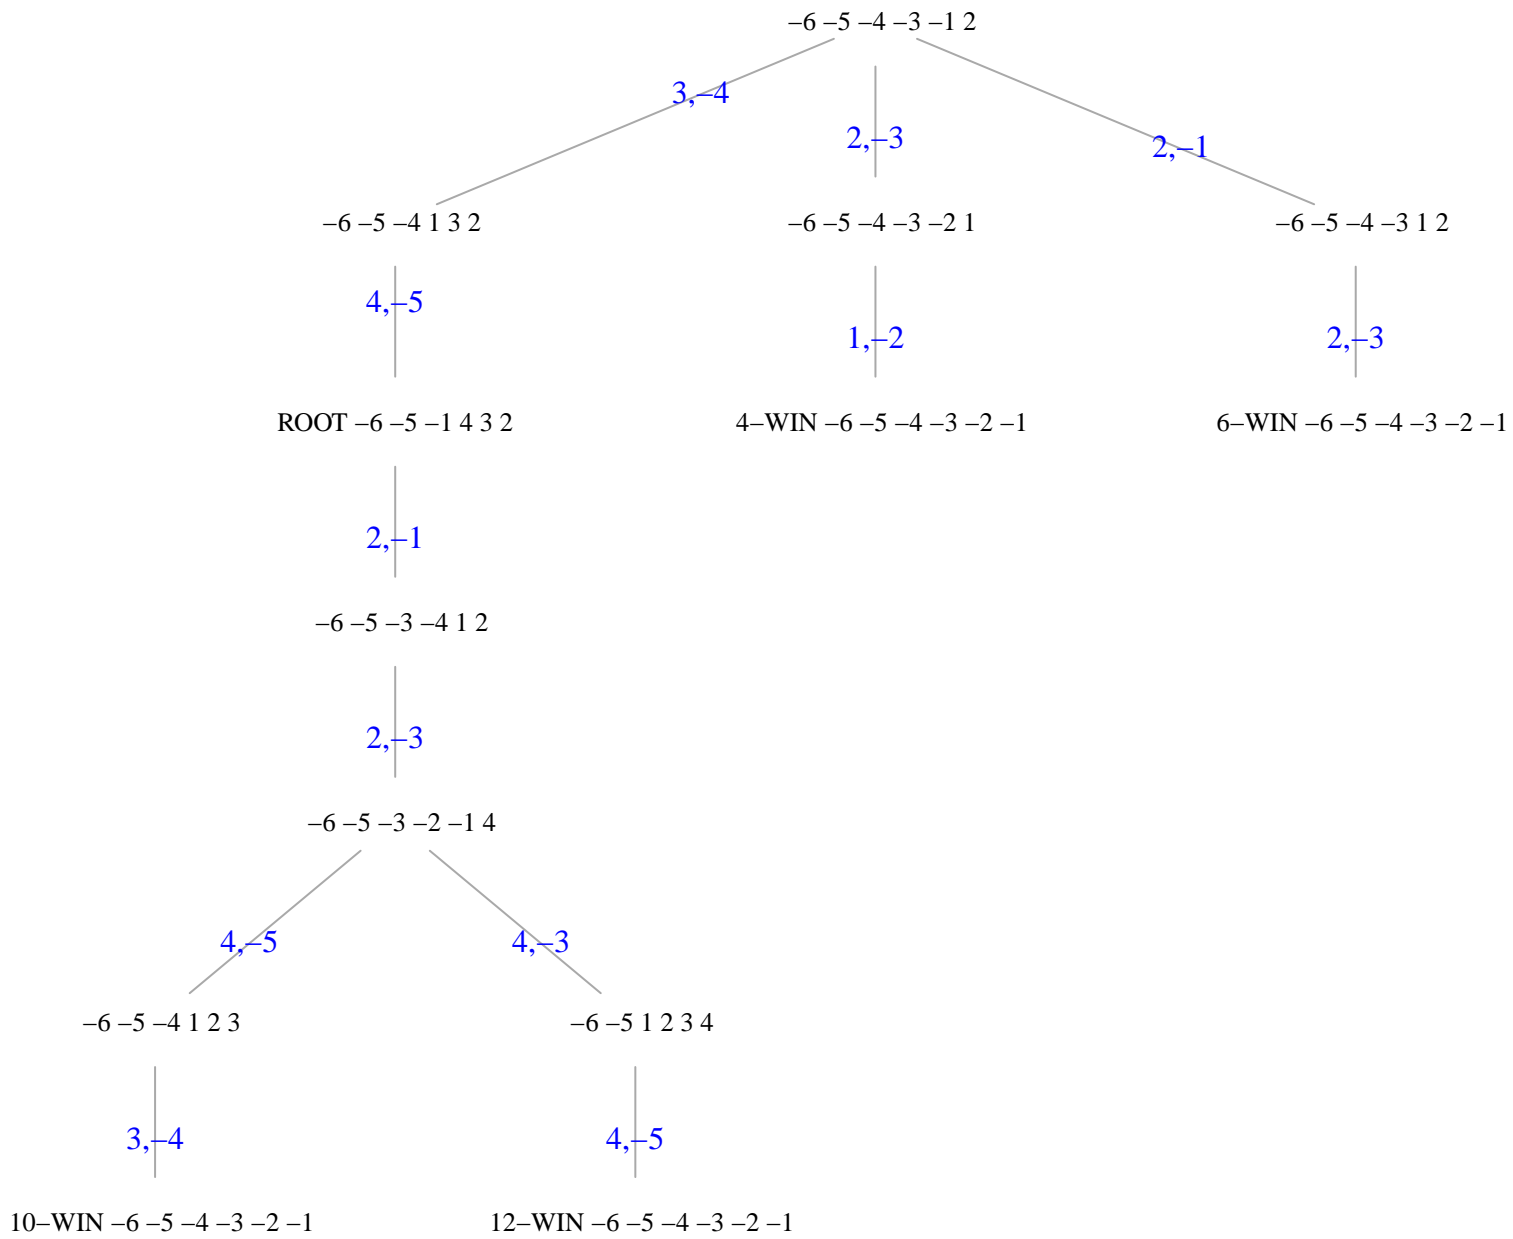 –6 –5 –4 –3 –1 2
3,–4
2,–3
2,–1
–6 –5 –4 1 3 2
–6 –5 –4 –3 –2 1
–6 –5 –4 –3 1 2
4,–5
1,–2
2,–3
ROOT –6 –5 –1 4 3 2
4–WIN –6 –5 –4 –3 –2 –1
6–WIN –6 –5 –4 –3 –2 –1
2,–1
–6 –5 –3 –4 1 2
2,–3
–6 –5 –3 –2 –1 4
4,–5
4,–3
–6 –5 –4 1 2 3
–6 –5 1 2 3 4
3,–4
4,–5
10–WIN –6 –5 –4 –3 –2 –1
12–WIN –6 –5 –4 –3 –2 –1